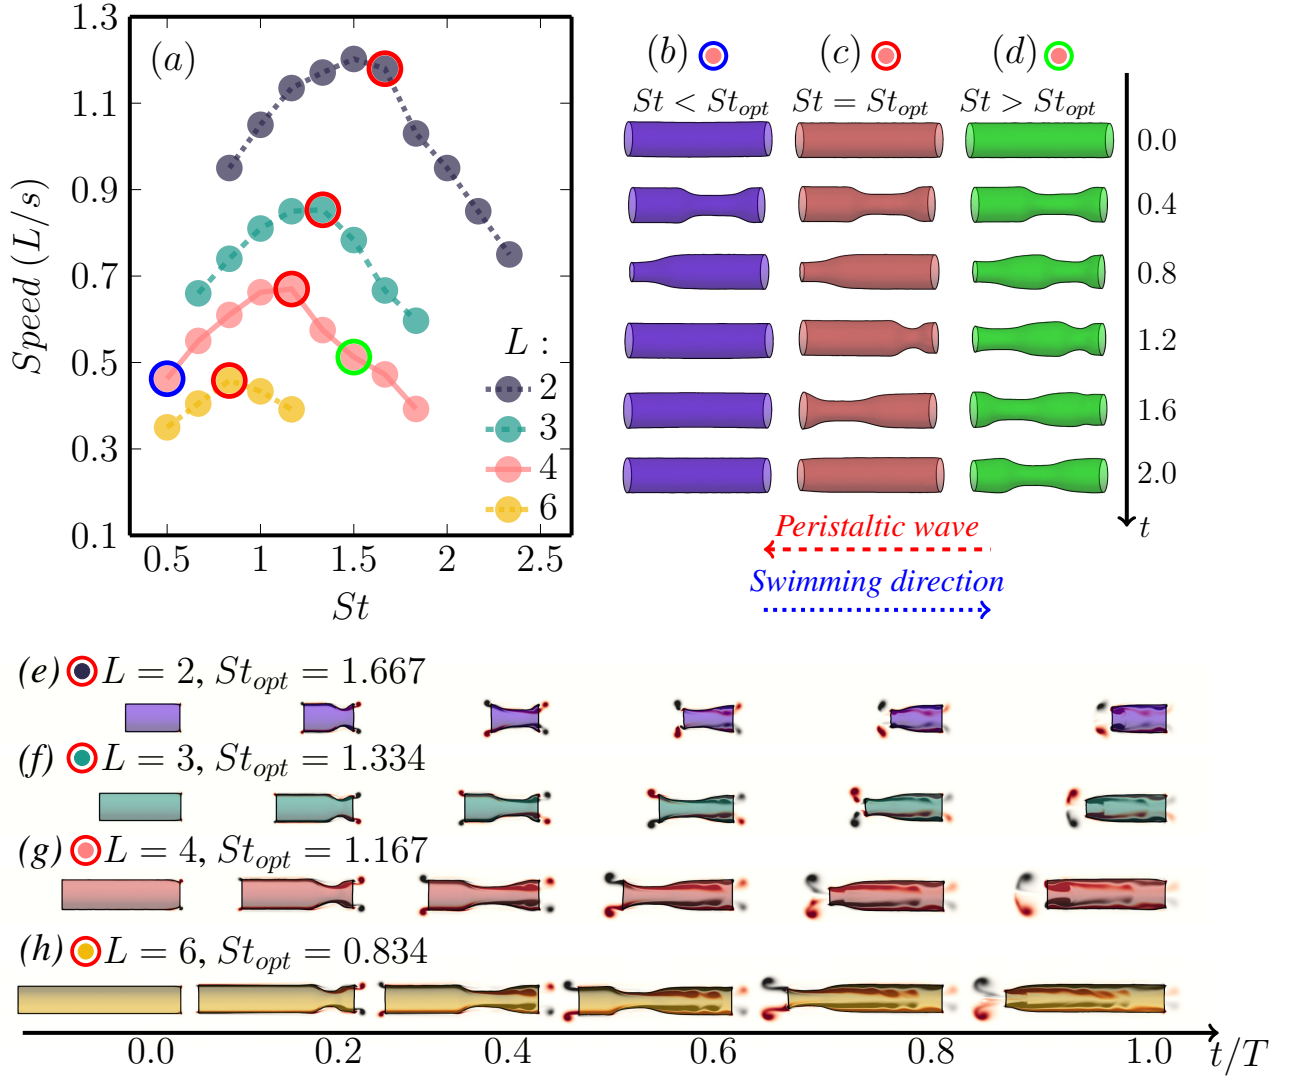 (a)
1.3
1.1
0.9
0.7
0.5
0.3
0.1
Speed (L/s)
0.5 1 1.5 2 2.5
St
L :
2
3
4
6
(b) (c) (d)
St < St_opt St = St_opt St > St_opt
0.0
0.4
0.8
1.2
1.6
2.0
t
Peristaltic wave
Swimming direction
(e) L = 2, St_opt = 1.667
(f) L = 3, St_opt = 1.334
(g) L = 4, St_opt = 1.167
(h) L = 6, St_opt = 0.834
0.0 0.2 0.4 0.6 0.8 1.0 t/T